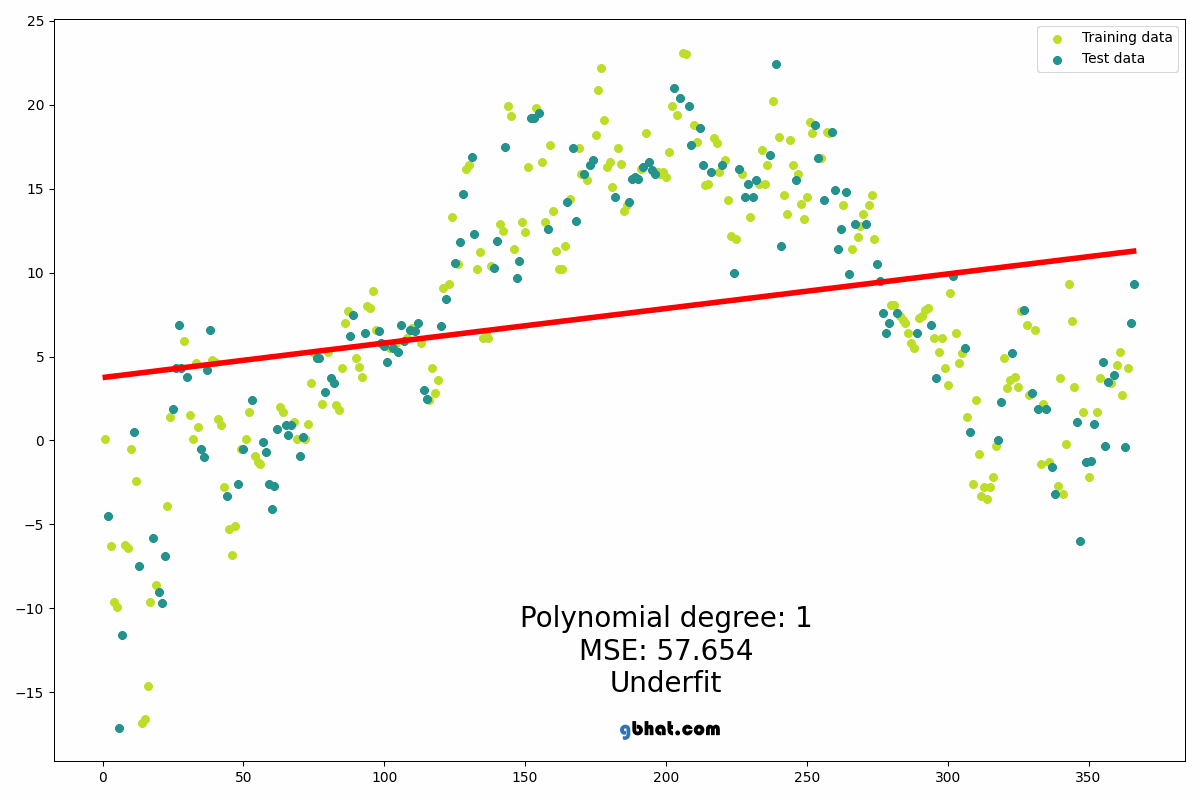 25
20
15
10
5
0
−5
−10
−15
0 50 100 150 200 250 300 350
Training data
Test data
Polynomial degree: 1
MSE: 57.654
Underfit
gbhat.com